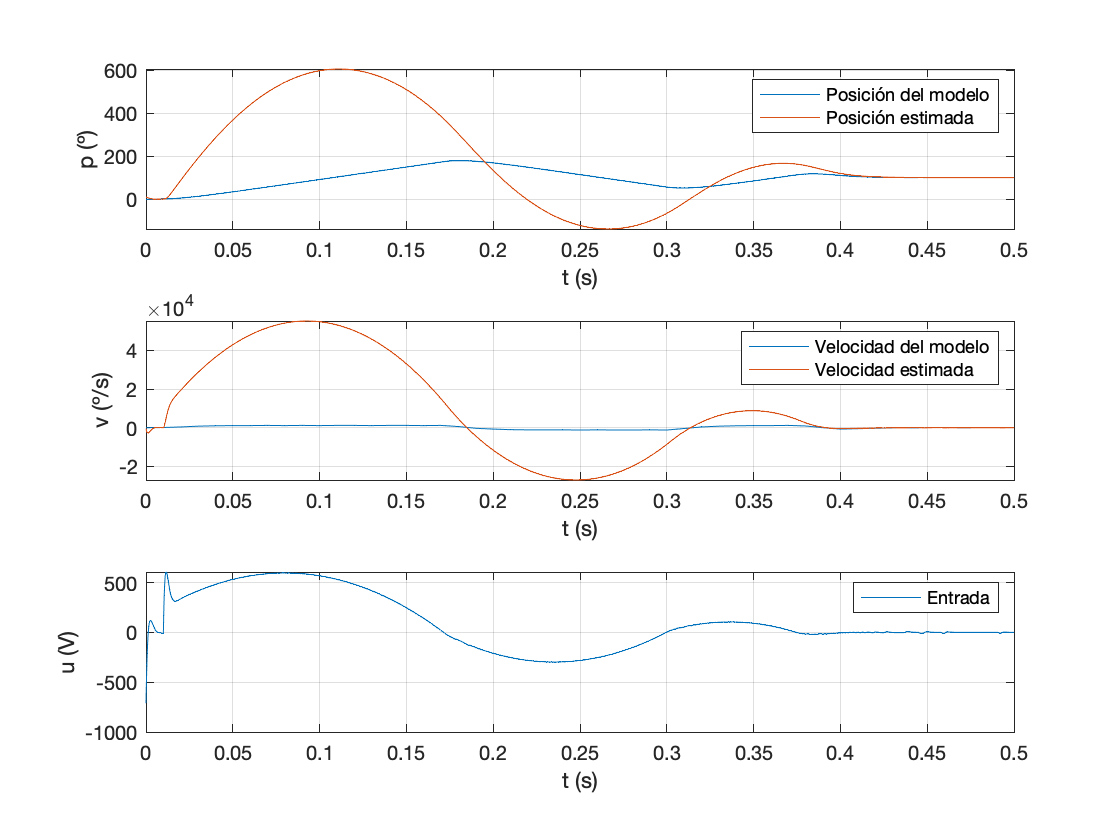 600
400
200
0
p (º)
Posición del modelo
Posición estimada
0 0.05 0.1 0.15 0.2 0.25 0.3 0.35 0.4 0.45 0.5
t (s)
×10⁴
4
2
0
-2
v (º/s)
Velocidad del modelo
Velocidad estimada
0 0.05 0.1 0.15 0.2 0.25 0.3 0.35 0.4 0.45 0.5
t (s)
500
0
-500
-1000
u (V)
Entrada
0 0.05 0.1 0.15 0.2 0.25 0.3 0.35 0.4 0.45 0.5
t (s)